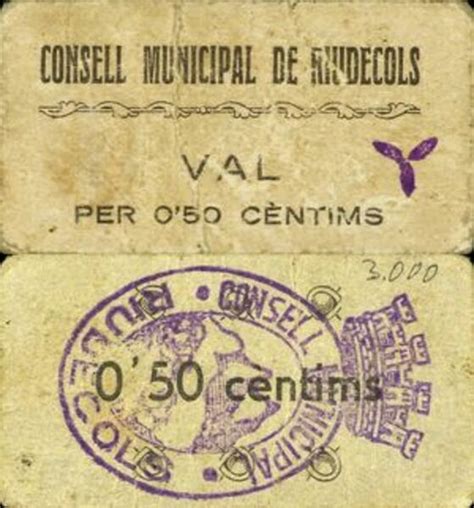 CONSELL MUNICIPAL DE RIUDECOLS
VAL
PER 0'50 CÈNTIMS
3.000
CONSELL MUNICIPAL
RIUDECOLS
0'50 cèntims